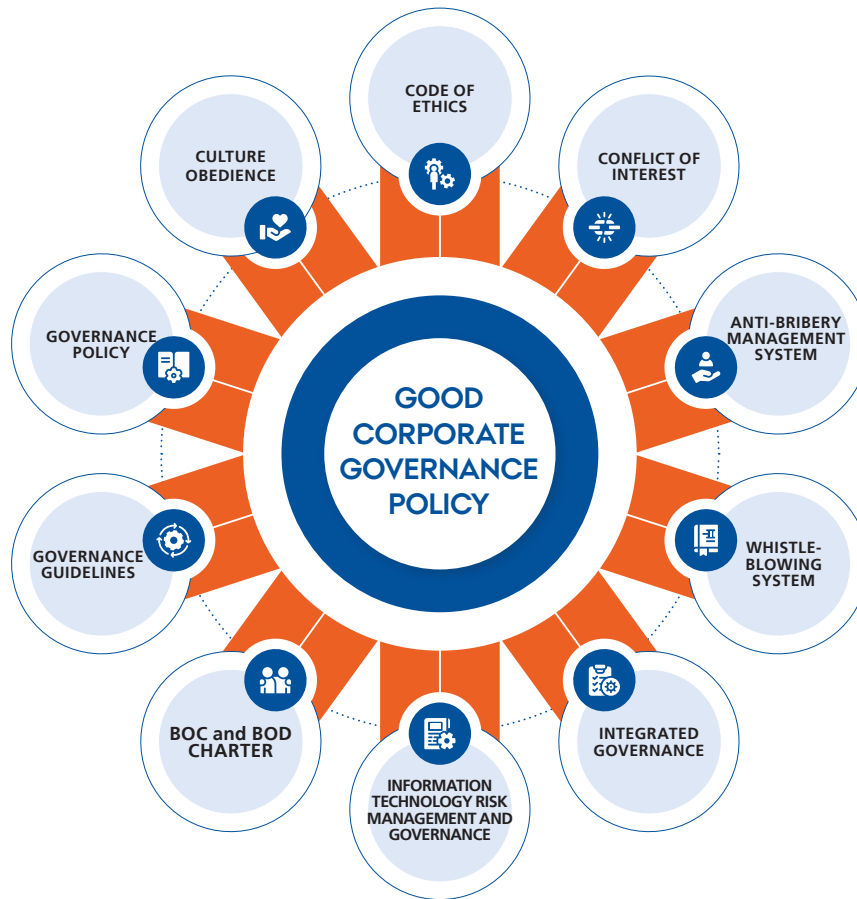 CODE OF
ETHICS
CULTURE
OBEDIENCE
CONFLICT OF
INTEREST
GOVERNANCE
POLICY
ANTI-BRIBERY
MANAGEMENT
SYSTEM
GOOD
CORPORATE
GOVERNANCE
POLICY
GOVERNANCE
GUIDELINES
WHISTLE-
BLOWING
SYSTEM
BOC and BOD
CHARTER
INTEGRATED
GOVERNANCE
INFORMATION
TECHNOLOGY RISK
MANAGEMENT AND
GOVERNANCE